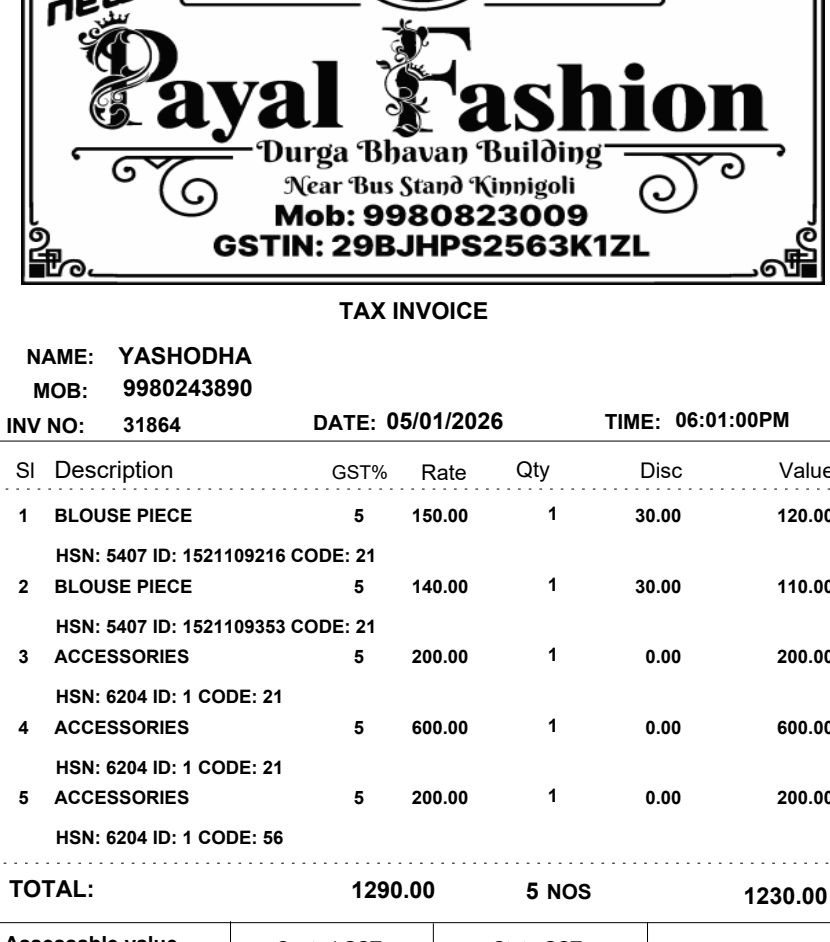 new
Payal Fashion
Durga Bhavan Building
Near Bus Stand Kinnigoli
Mob: 9980823009
GSTIN: 29BJHPS2563K1ZL
TAX INVOICE
NAME: YASHODHA
MOB: 9980243890
INV NO: 31864 DATE: 05/01/2026 TIME: 06:01:00PM
Sl Description GST% Rate Qty Disc Value
1 BLOUSE PIECE 5 150.00 1 30.00 120.00
HSN: 5407 ID: 1521109216 CODE: 21
2 BLOUSE PIECE 5 140.00 1 30.00 110.00
HSN: 5407 ID: 1521109353 CODE: 21
3 ACCESSORIES 5 200.00 1 0.00 200.00
HSN: 6204 ID: 1 CODE: 21
4 ACCESSORIES 5 600.00 1 0.00 600.00
HSN: 6204 ID: 1 CODE: 21
5 ACCESSORIES 5 200.00 1 0.00 200.00
HSN: 6204 ID: 1 CODE: 56
TOTAL: 1290.00 5 NOS 1230.00